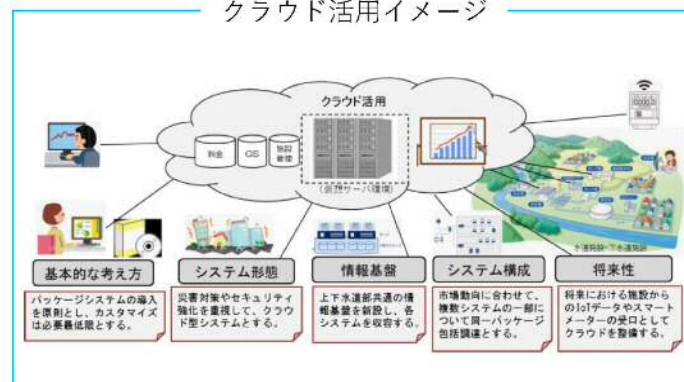 クラウド活用イメージ
クラウド活用
料金
GIS
施設
管理
(仮想サーバ環境)
水道施設・下水道施設
基本的な考え方
システム形態
情報基盤
システム構成
将来性
パッケージシステムの導入
を原則とし、カスタマイズ
は必要最低限とする。
災害対策やセキュリティ
強化を重視して、クラウ
ド型システムとする。
上下水道部共通の情
報基盤を新設し、各
システムを収容する。
市場動向に合わせて、
複数システムの一部に
ついて同一パッケージ
包括調達とする。
将来における施設から
のIoTデータやスマート
メーターの受口として
クラウドを整備する。